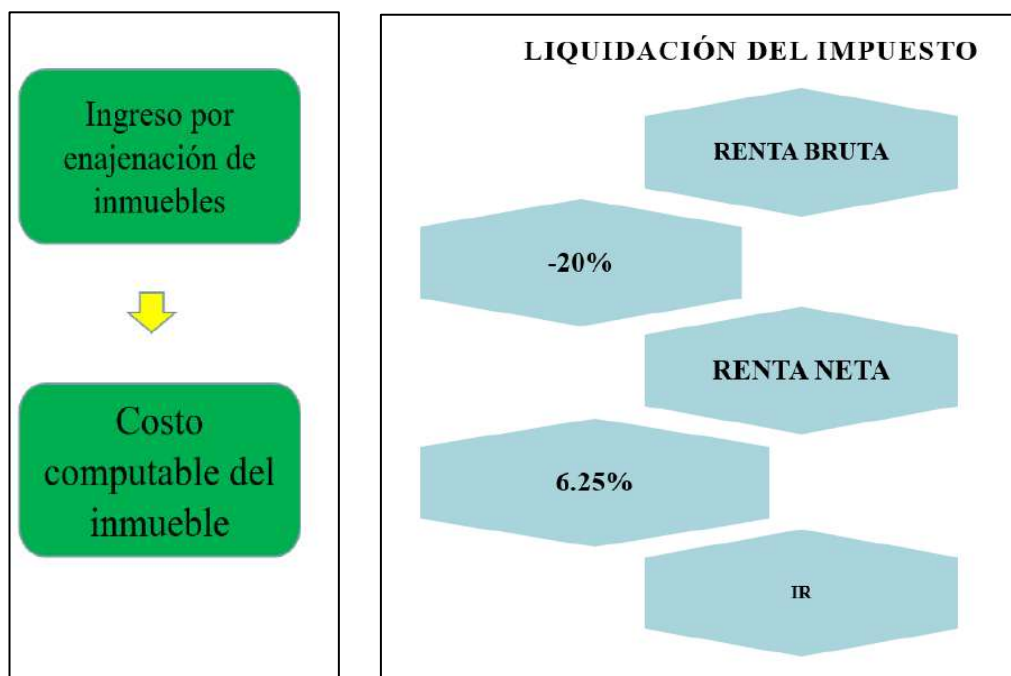 Ingreso por
enajenación de
inmuebles
Costo
computable del
inmueble
LIQUIDACIÓN DEL IMPUESTO
RENTA BRUTA
-20%
RENTA NETA
6.25%
IR